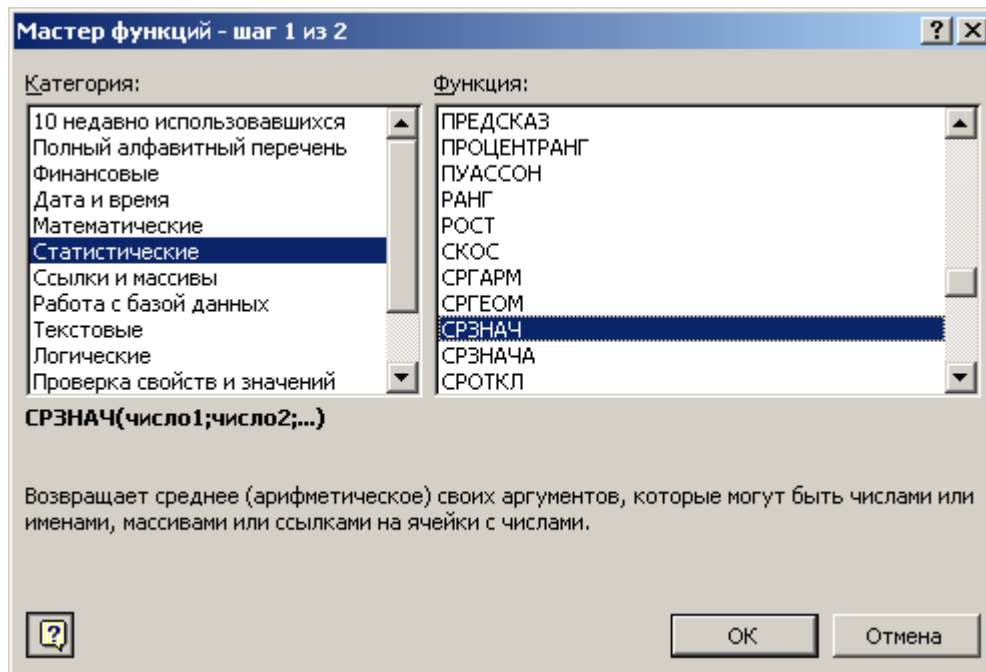 Мастер функций - шаг 1 из 2
Категория:
10 недавно использовавшихся
Полный алфавитный перечень
Финансовые
Дата и время
Математические
Статистические
Ссылки и массивы
Работа с базой данных
Текстовые
Логические
Проверка свойств и значений
Функция:
ПРЕДСКАЗ
ПРОЦЕНТРАНГ
ПУАССОН
РАНГ
РОСТ
СКОС
СРГАРМ
СРГЕОМ
СРЗНАЧ
СРЗНАЧА
СРОТКЛ
СРЗНАЧ(число1;число2;...)
Возвращает среднее (арифметическое) своих аргументов, которые могут быть числами или
именами, массивами или ссылками на ячейки с числами.
ОК
Отмена